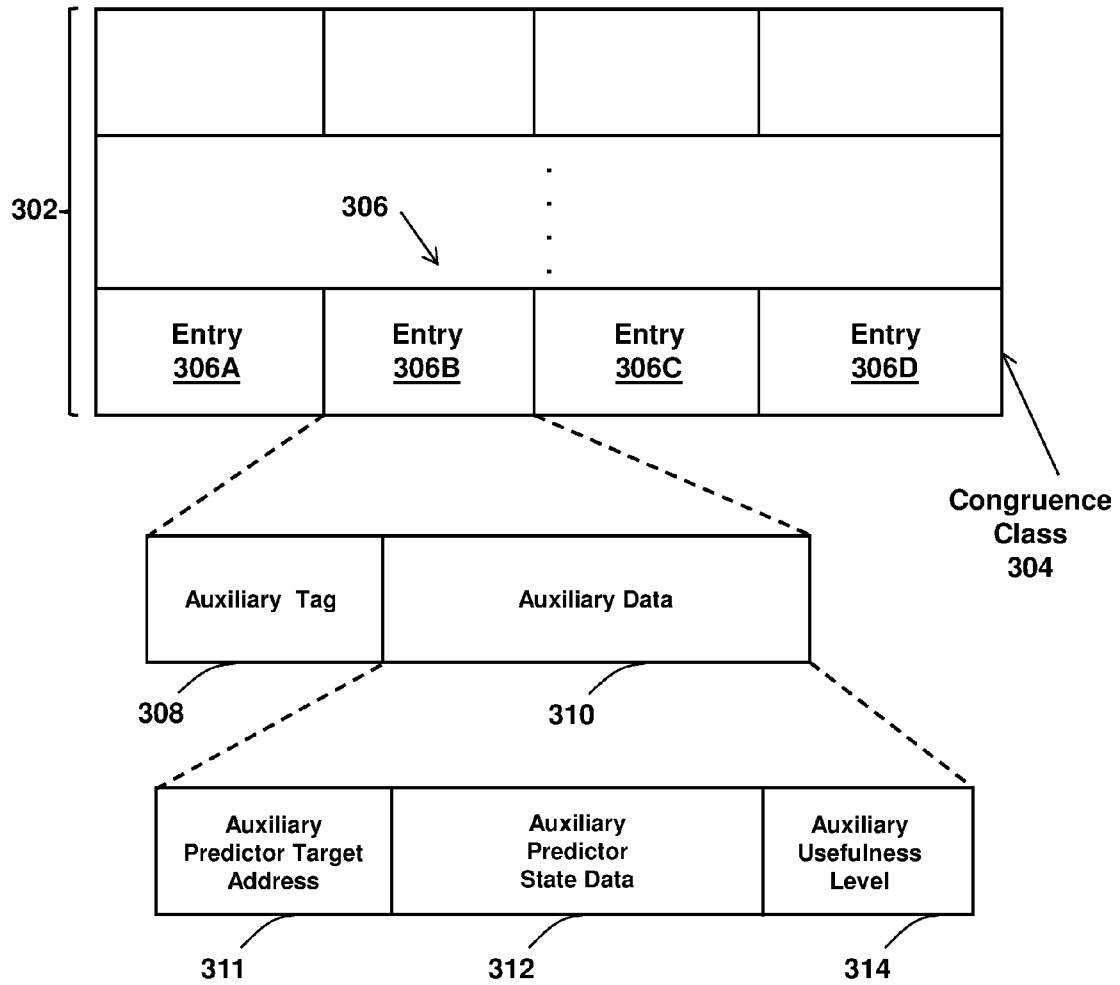 302
306
Entry
306A
Entry
306B
Entry
306C
Entry
306D
Congruence
Class
304
Auxiliary Tag
Auxiliary Data
308
310
Auxiliary
Predictor Target
Address
Auxiliary
Predictor
State Data
Auxiliary
Usefulness
Level
311
312
314